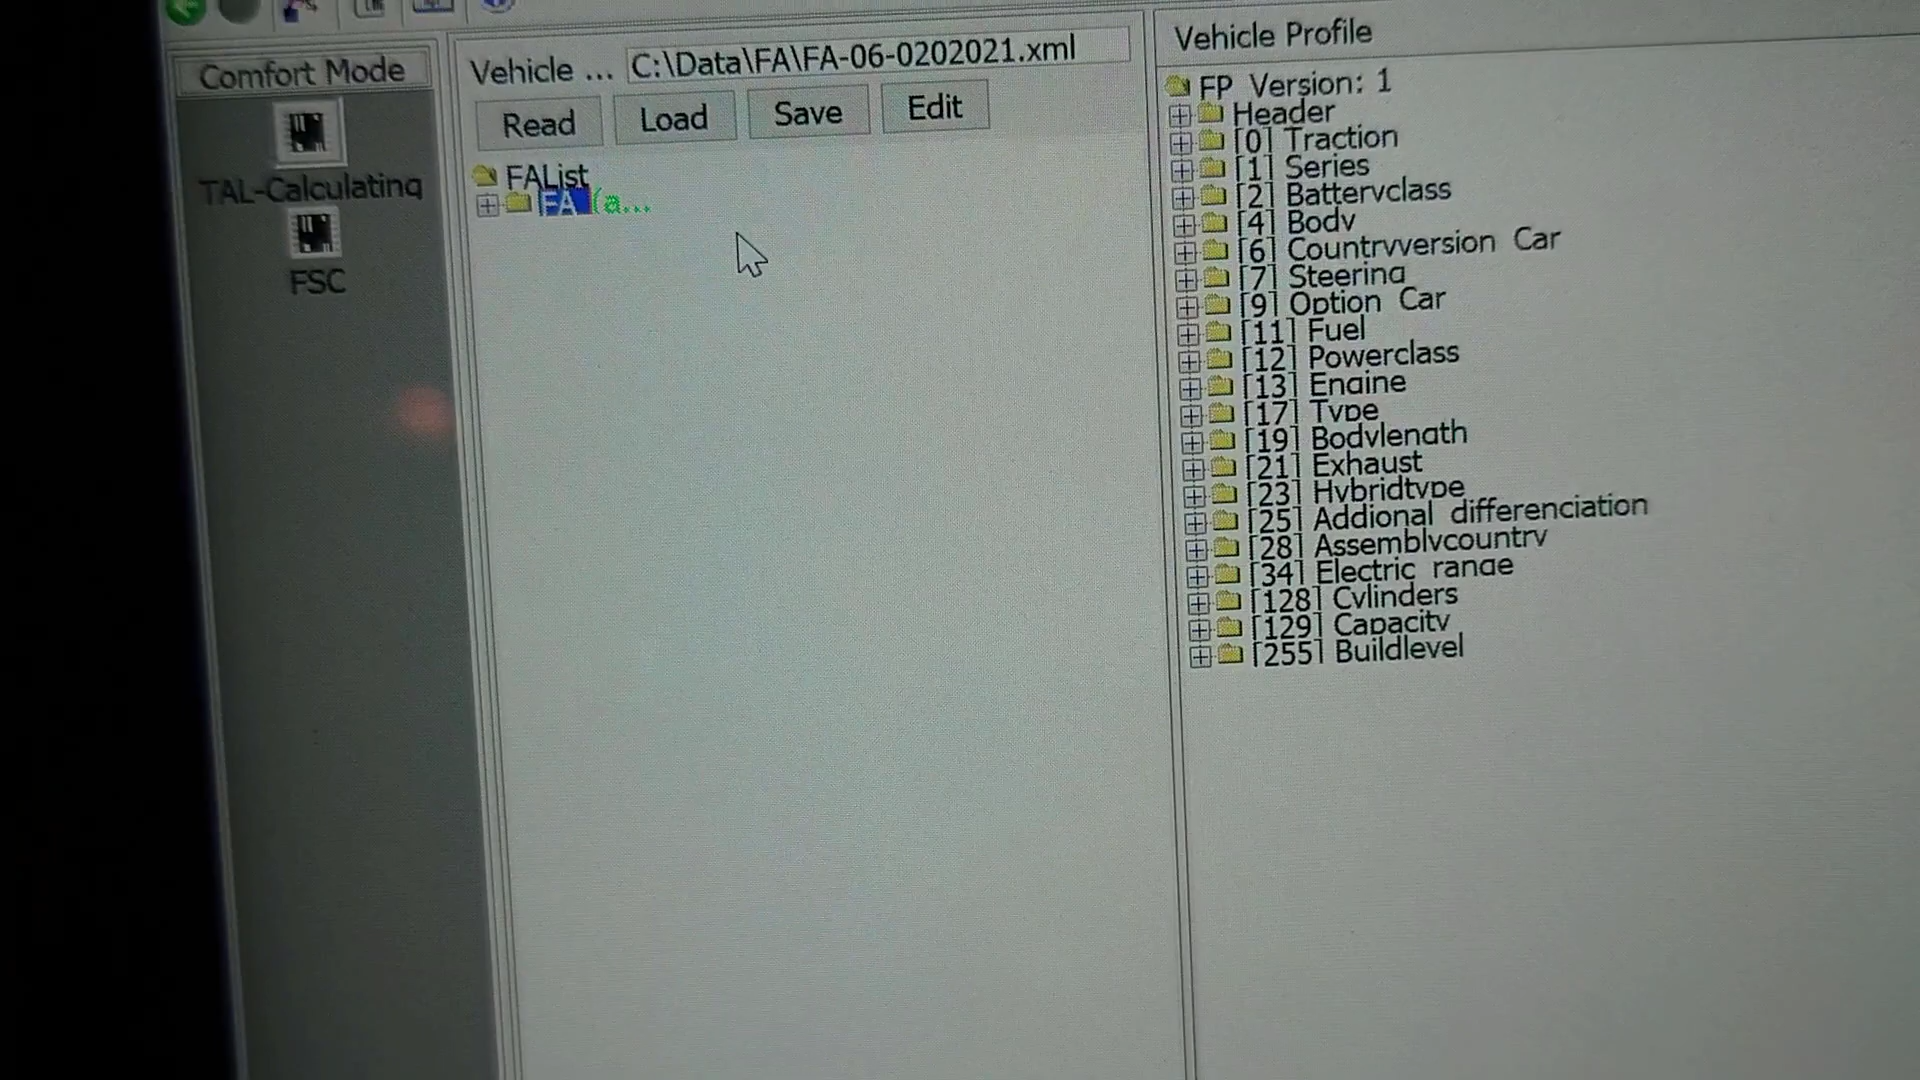 Comfort Mode
TAL-Calculating
FSC
Vehicle ... C:\Data\FA\FA-06-0202021.xml
Read Load Save Edit
FAList
FA (a...
Vehicle Profile
FP Version: 1
Header
[0] Traction
[1] Series
[2] Batteryclass
[4] Body
[6] Countryversion Car
[7] Steering
[9] Option Car
[11] Fuel
[12] Powerclass
[13] Engine
[17] Type
[19] Bodylength
[21] Exhaust
[23] Hybridtype
[25] Addional differenciation
[28] Assemblycountry
[34] Electric range
[128] Cylinders
[129] Capacity
[255] Buildlevel